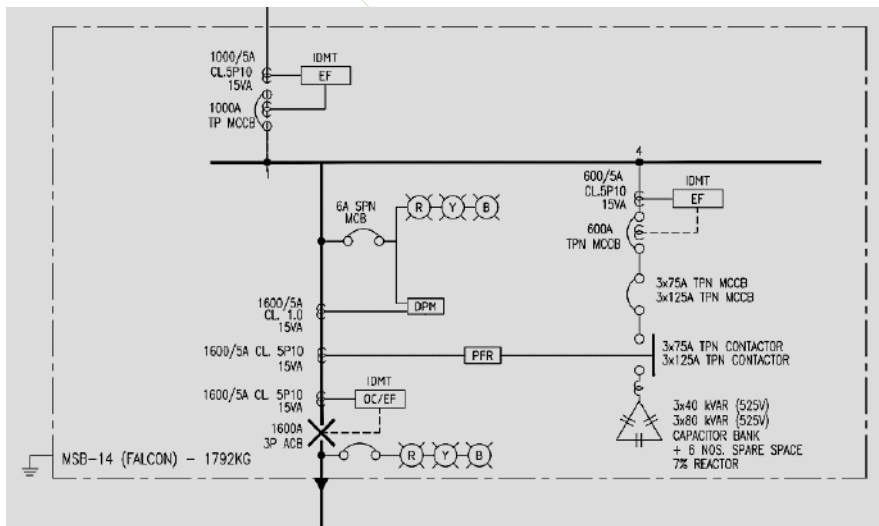 1000/5A
CL.5P10
15VA
IDMT
EF
1000A
TP MCCB
1
4
600/5A
CL.5P10
15VA
IDMT
EF
600A
TPN MCCB
6A SPN
MCB
R Y B
3x75A TPN MCCB
3x125A TPN MCCB
1600/5A
CL. 1.0
15VA
DPM
1600/5A CL. 5P10
15VA
PFR
3x75A TPN CONTACTOR
3x125A TPN CONTACTOR
1600/5A CL. 5P10
15VA
IDMT
OC/EF
1600A
3P ACB
3x40 kVAR (525V)
3x80 kVAR (525V)
CAPACITOR BANK
+ 6 NOS. SPARE SPACE
7% REACTOR
R Y B
MSB-14 (FALCON) - 1792KG